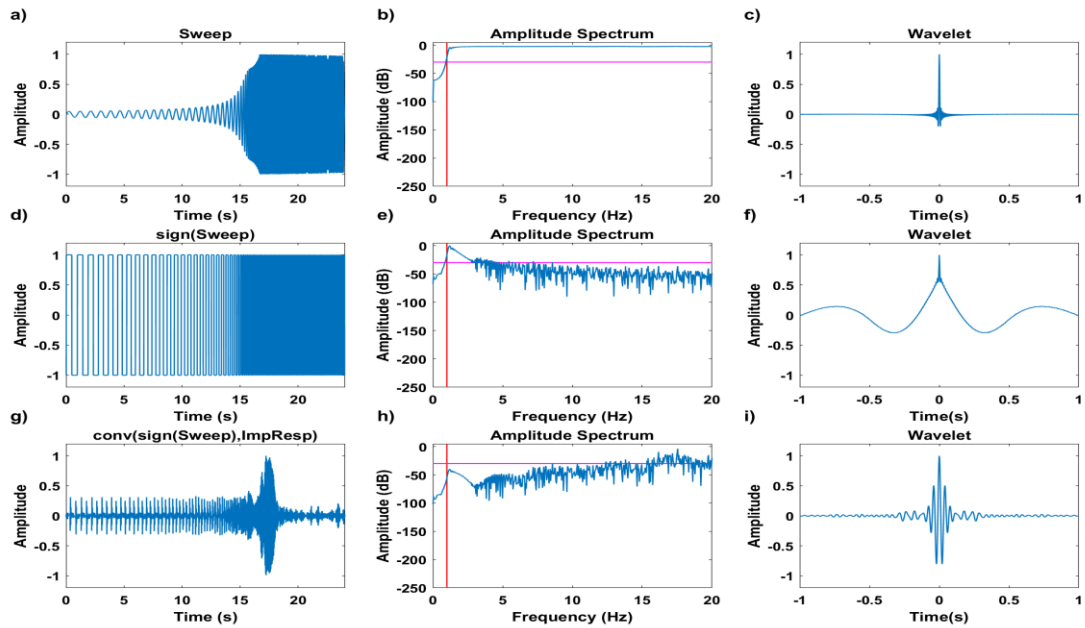 a)
Sweep
Amplitude
1
0.5
0
-0.5
-1
0 5 10 15 20
Time (s)
b)
Amplitude Spectrum
Amplitude (dB)
0
-50
-100
-150
-200
-250
0 5 10 15 20
Frequency (Hz)
c)
Wavelet
Amplitude
1
0.5
0
-0.5
-1
-1 -0.5 0 0.5 1
Time(s)
d)
sign(Sweep)
Amplitude
1
0.5
0
-0.5
-1
0 5 10 15 20
Time (s)
e)
Amplitude Spectrum
Amplitude (dB)
0
-50
-100
-150
-200
-250
0 5 10 15 20
Frequency (Hz)
f)
Wavelet
Amplitude
1
0.5
0
-0.5
-1
-1 -0.5 0 0.5 1
Time(s)
g)
conv(sign(Sweep),ImpResp)
Amplitude
1
0.5
0
-0.5
-1
0 5 10 15 20
Time (s)
h)
Amplitude Spectrum
Amplitude (dB)
0
-50
-100
-150
-200
-250
0 5 10 15 20
Frequency (Hz)
i)
Wavelet
Amplitude
1
0.5
0
-0.5
-1
-1 -0.5 0 0.5 1
Time(s)